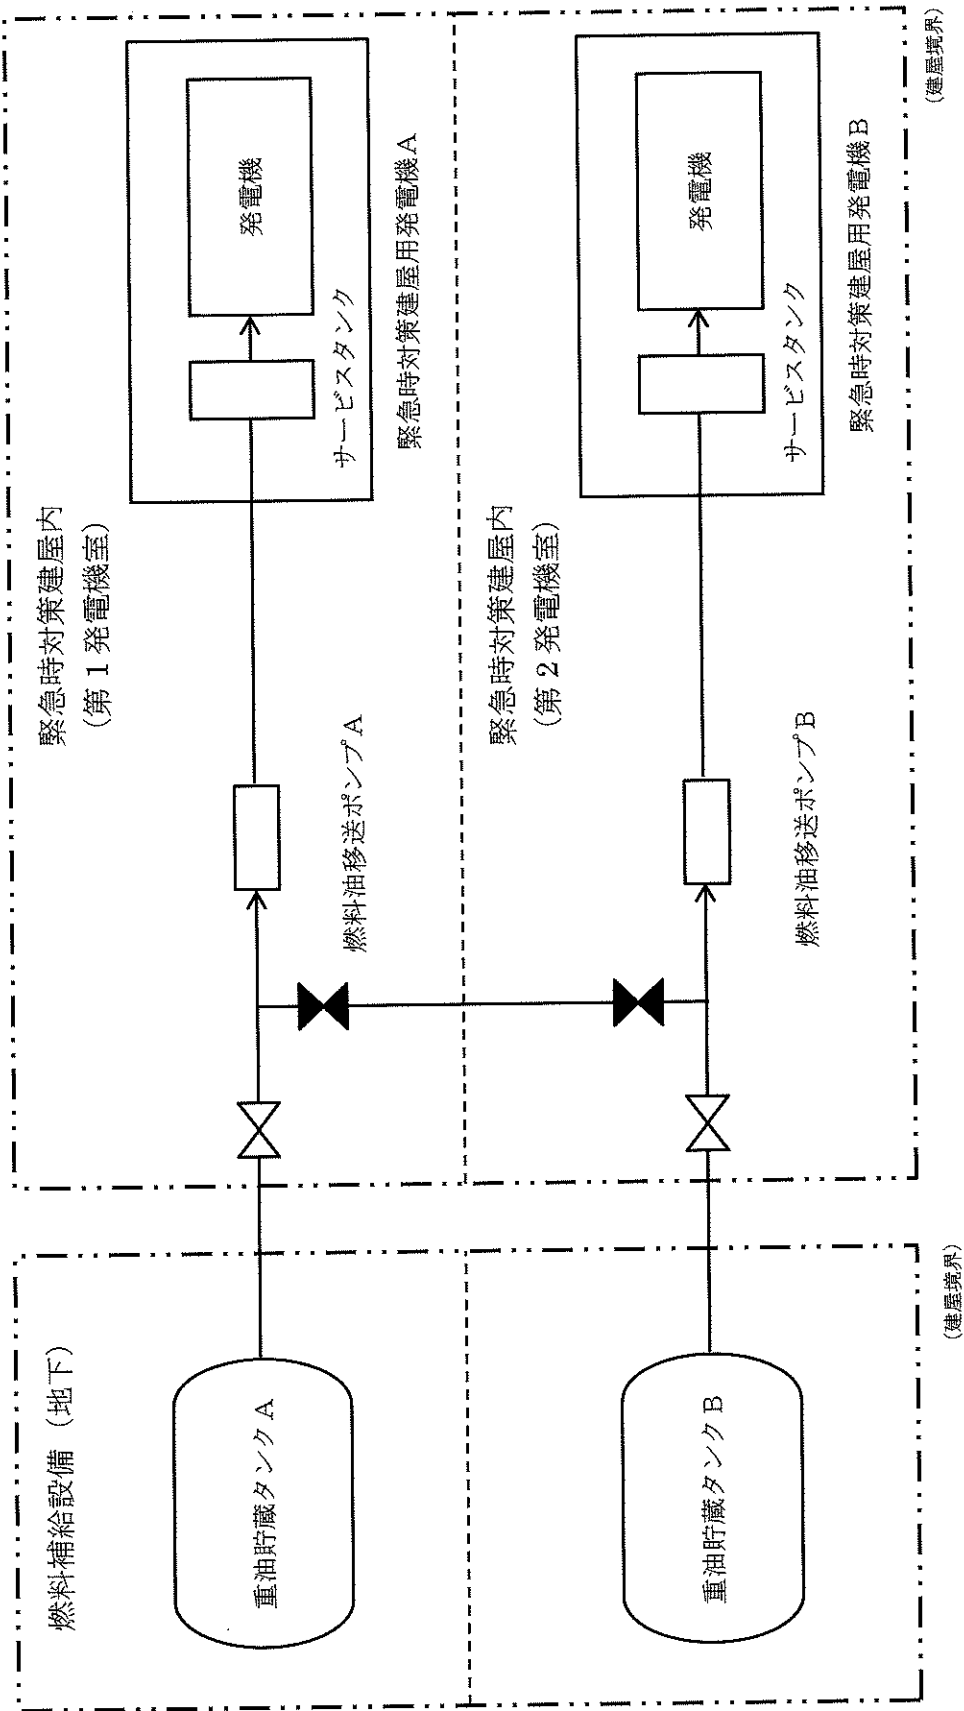 燃料補給設備（地下）
重油貯蔵タンクA
重油貯蔵タンクB
（建屋境界）
緊急時対策建屋内
（第1発電機室）
燃料油移送ポンプA
サービスタンク
発電機
緊急時対策建屋用発電機A
緊急時対策建屋内
（第2発電機室）
燃料油移送ポンプB
サービスタンク
発電機
緊急時対策建屋用発電機B
（建屋境界）